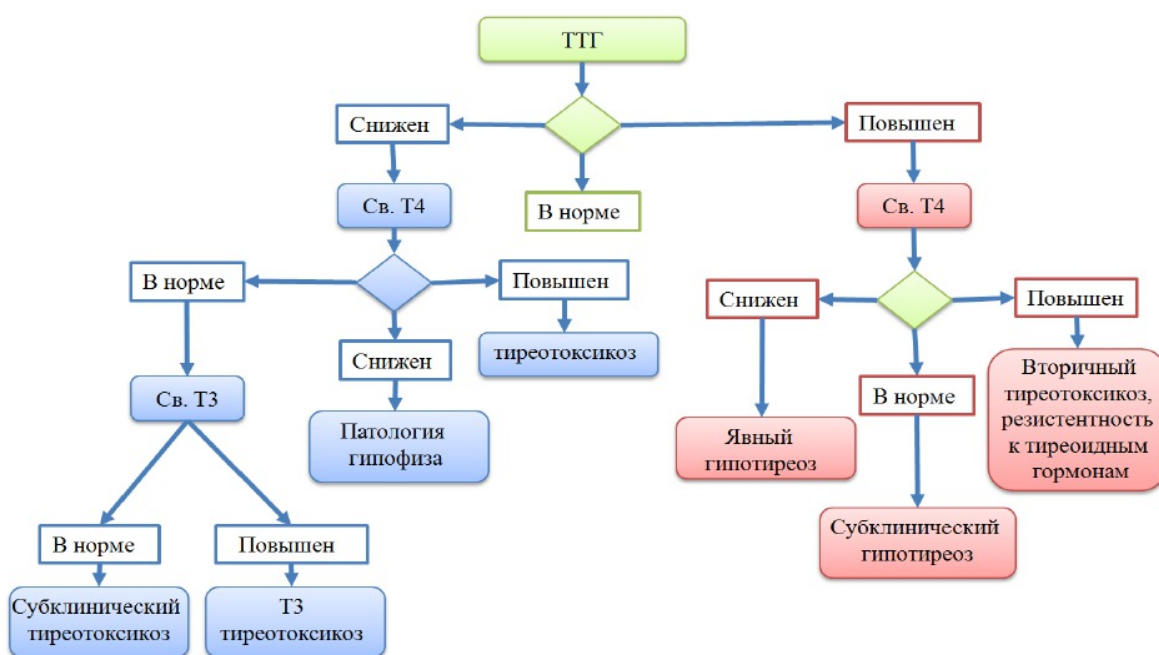 ТТГ
Снижен
Повышен
Св. Т4
В норме
Св. Т4
В норме
Повышен
Снижен
Повышен
Снижен
тиреотоксикоз
В норме
Св. Т3
Патология
гипофиза
Явный
гипотиреоз
Вторичный
тиреотоксикоз,
резистентность
к тиреоидным
гормонам
В норме
Повышен
Субклинический
гипотиреоз
Субклинический
тиреотоксикоз
Т3
тиреотоксикоз